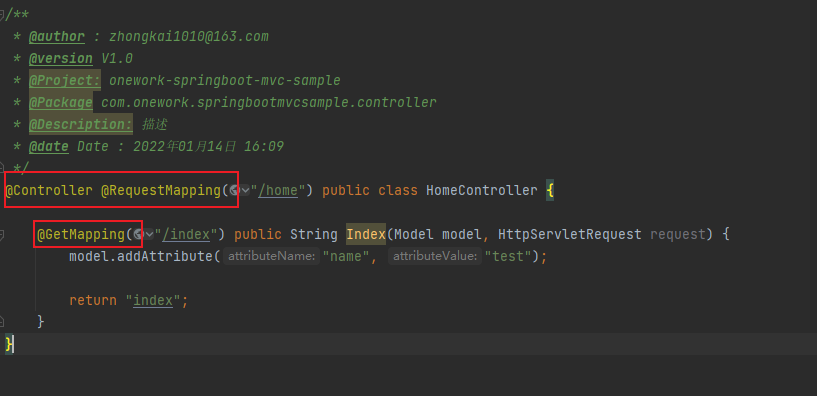 /**
 * @author : zhongkai1010@163.com
 * @version V1.0
 * @Project: onework-springboot-mvc-sample
 * @Package com.onework.springbootmvcsample.controller
 * @Description: 描述
 * @date Date : 2022年01月14日 16:09
 */
@Controller @RequestMapping("/home") public class HomeController {
@GetMapping("/index") public String Index(Model model, HttpServletRequest request) {
model.addAttribute( attributeName: "name", attributeValue: "test");
return "index";
}
}